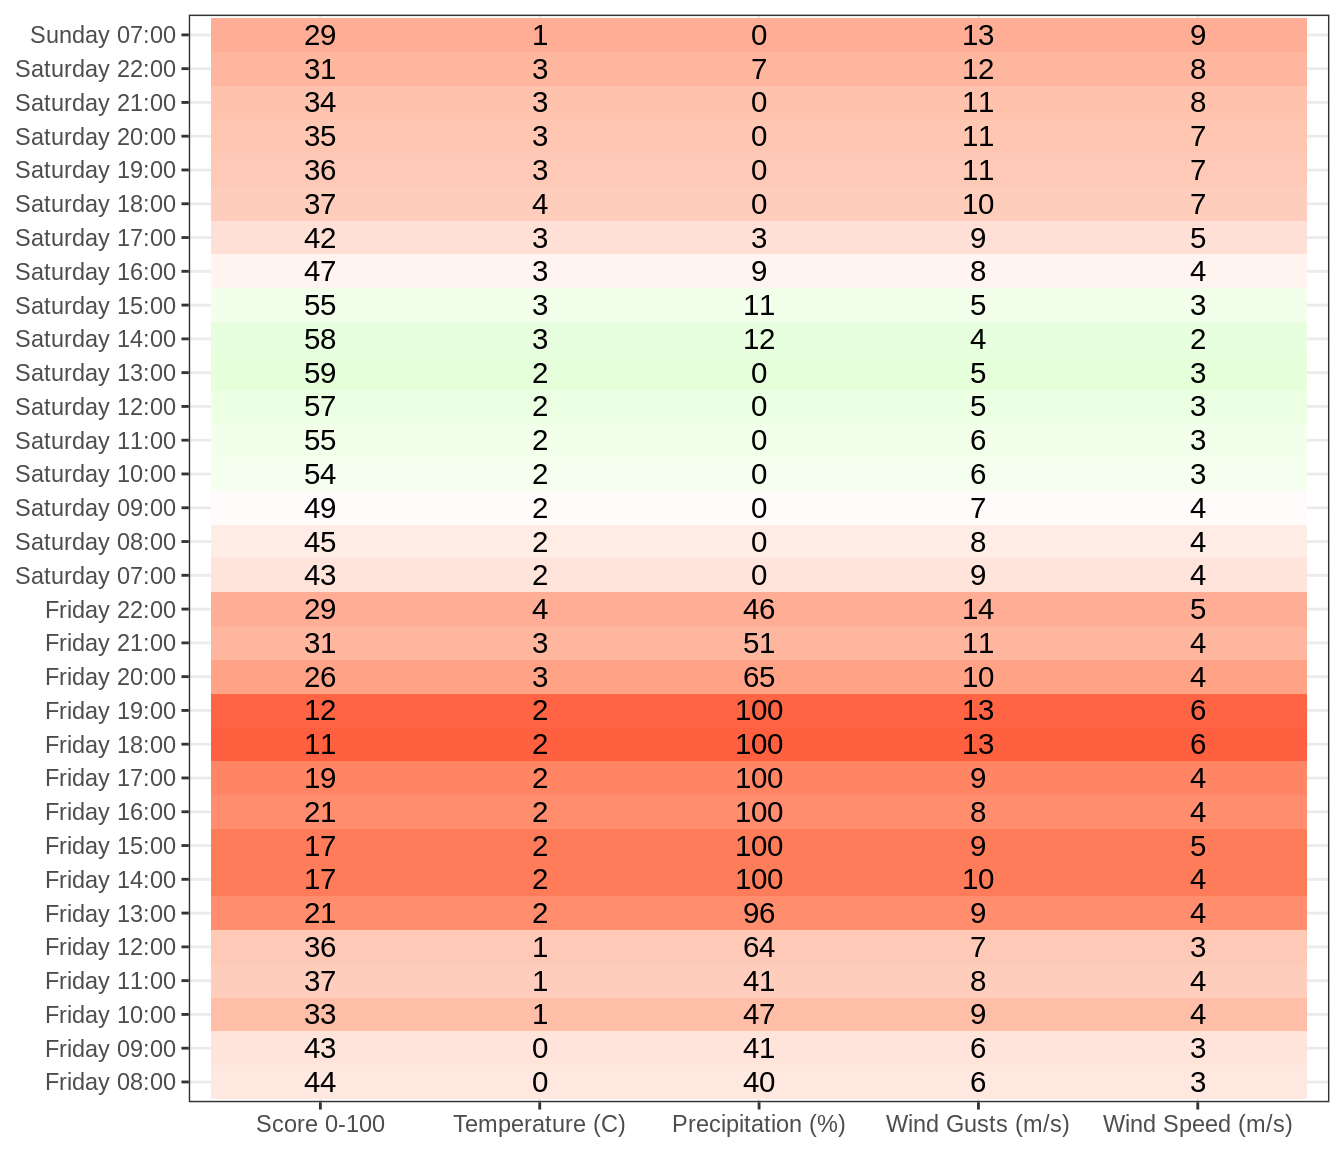 Sunday 07:00 29 1 0 13 9
Saturday 22:00 31 3 7 12 8
Saturday 21:00 34 3 0 11 8
Saturday 20:00 35 3 0 11 7
Saturday 19:00 36 3 0 11 7
Saturday 18:00 37 4 0 10 7
Saturday 17:00 42 3 3 9 5
Saturday 16:00 47 3 9 8 4
Saturday 15:00 55 3 11 5 3
Saturday 14:00 58 3 12 4 2
Saturday 13:00 59 2 0 5 3
Saturday 12:00 57 2 0 5 3
Saturday 11:00 55 2 0 6 3
Saturday 10:00 54 2 0 6 3
Saturday 09:00 49 2 0 7 4
Saturday 08:00 45 2 0 8 4
Saturday 07:00 43 2 0 9 4
Friday 22:00 29 4 46 14 5
Friday 21:00 31 3 51 11 4
Friday 20:00 26 3 65 10 4
Friday 19:00 12 2 100 13 6
Friday 18:00 11 2 100 13 6
Friday 17:00 19 2 100 9 4
Friday 16:00 21 2 100 8 4
Friday 15:00 17 2 100 9 5
Friday 14:00 17 2 100 10 4
Friday 13:00 21 2 96 9 4
Friday 12:00 36 1 64 7 3
Friday 11:00 37 1 41 8 4
Friday 10:00 33 1 47 9 4
Friday 09:00 43 0 41 6 3
Friday 08:00 44 0 40 6 3
Score 0-100 Temperature (C) Precipitation (%) Wind Gusts (m/s) Wind Speed (m/s)